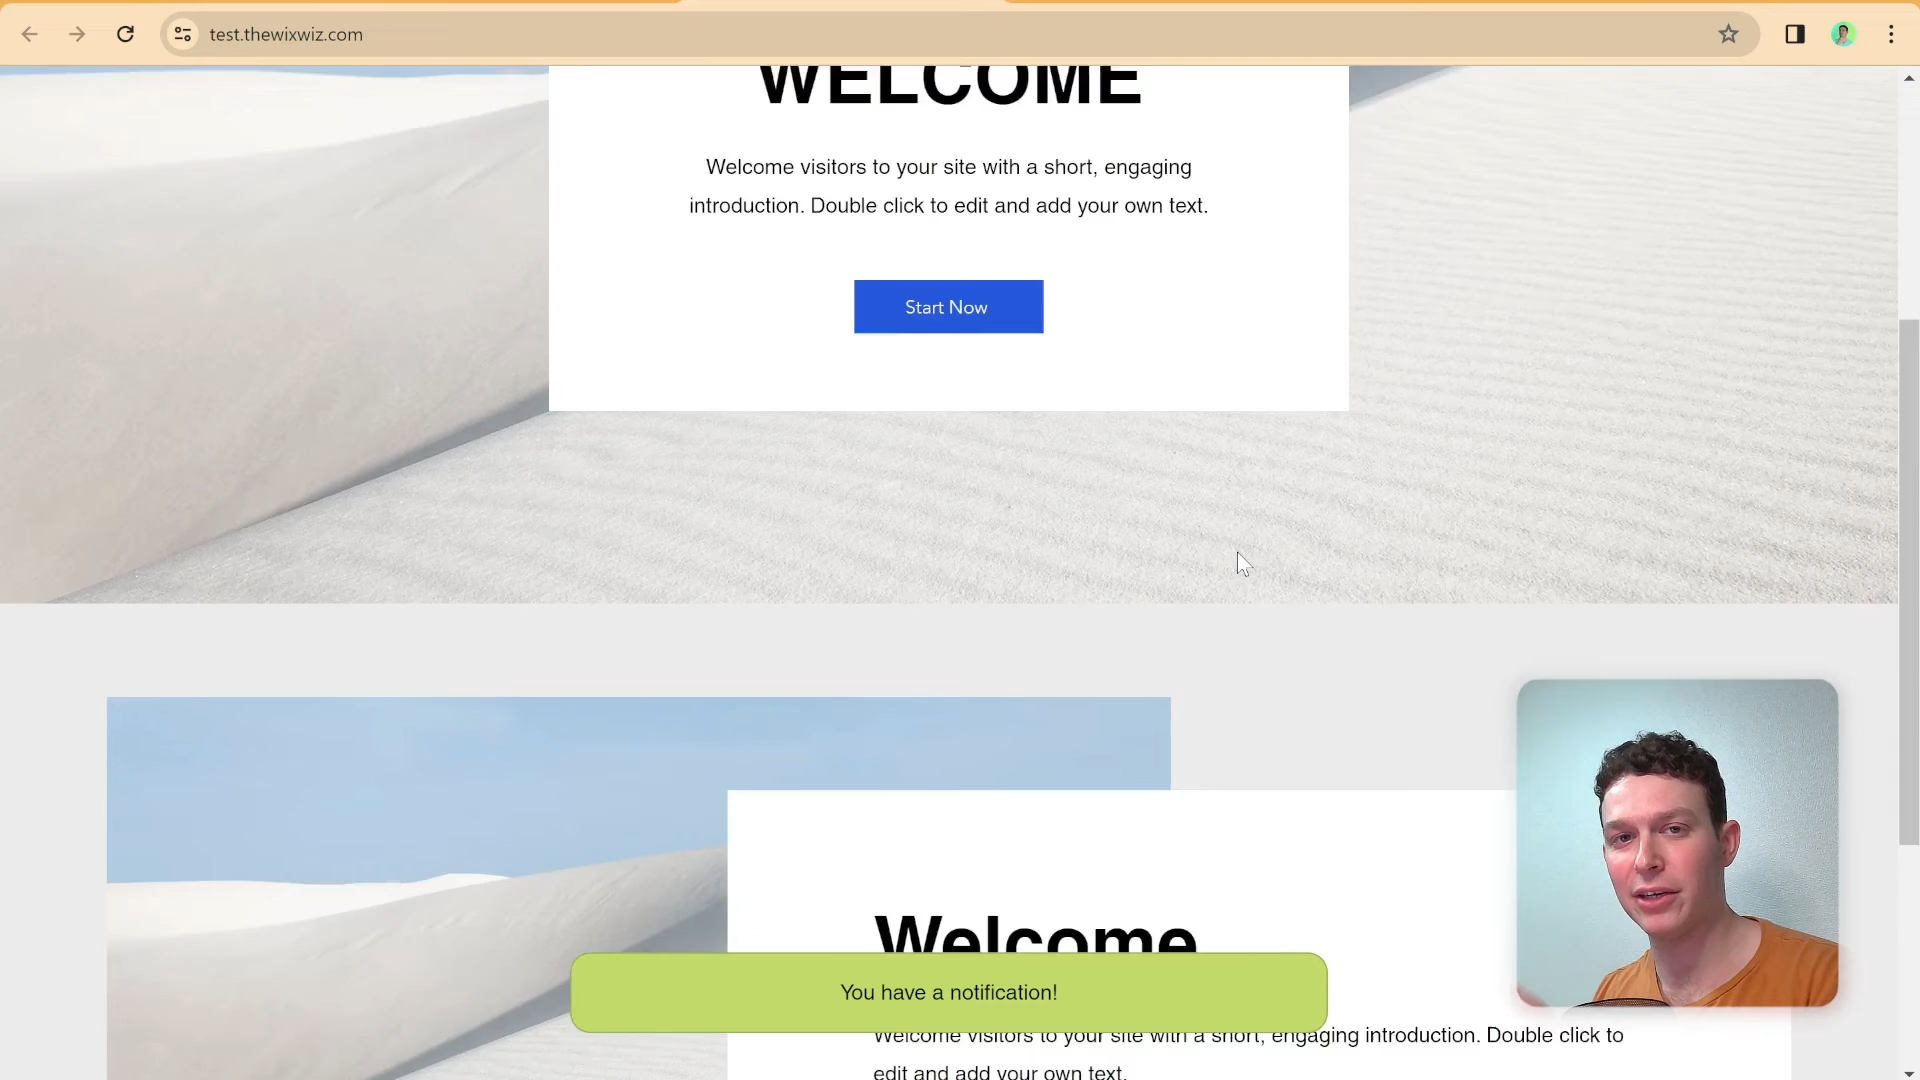 test.thewixwiz.com
WELCOME
Welcome visitors to your site with a short, engaging
introduction. Double click to edit and add your own text.
Start Now
Welcome
You have a notification!
Welcome visitors to your site with a short, engaging introduction. Double click to
edit and add your own text.